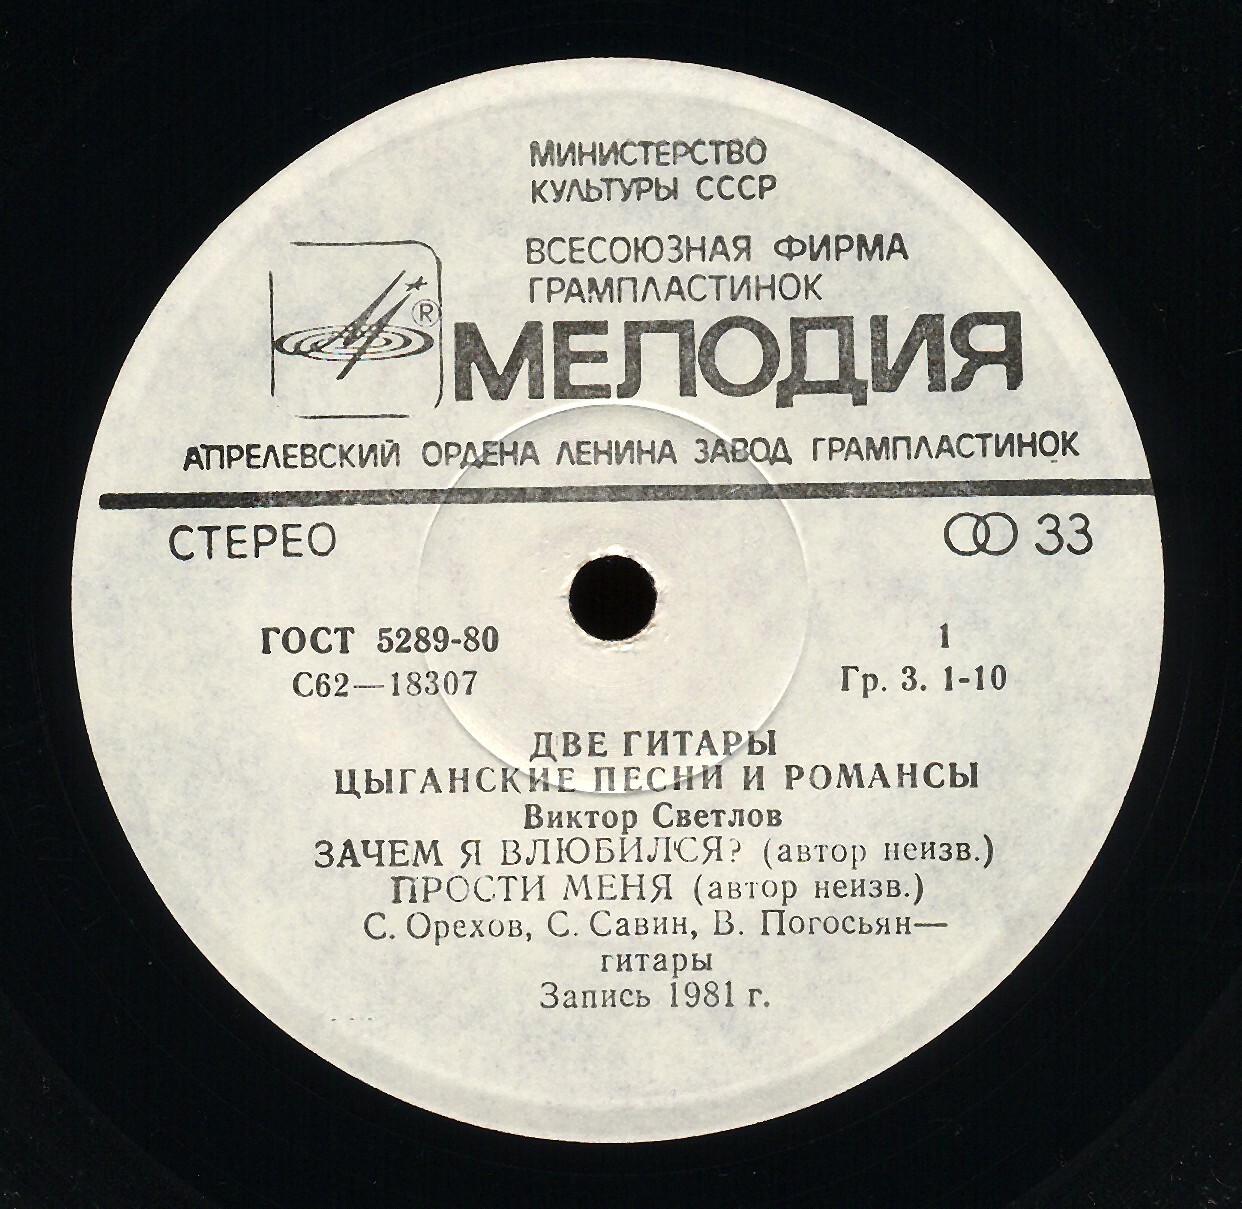 МИНИСТЕРСТВО
КУЛЬТУРЫ СССР
ВСЕСОЮЗНАЯ ФИРМА
ГРАМПЛАСТИНОК
®
МЕЛОДИЯ
АПРЕЛЕВСКИЙ ОРДЕНА ЛЕНИНА ЗАВОД ГРАМПЛАСТИНОК
СТЕРЕО 33
ГОСТ 5289-80 1
С62—18307 Гр. 3. 1-10
ДВЕ ГИТАРЫ
ЦЫГАНСКИЕ ПЕСНИ И РОМАНСЫ
Виктор Светлов
ЗАЧЕМ Я ВЛЮБИЛСЯ? (автор неизв.)
ПРОСТИ МЕНЯ (автор неизв.)
С. Орехов, С. Савин, В. Погосьян—
гитары
Запись 1981 г.